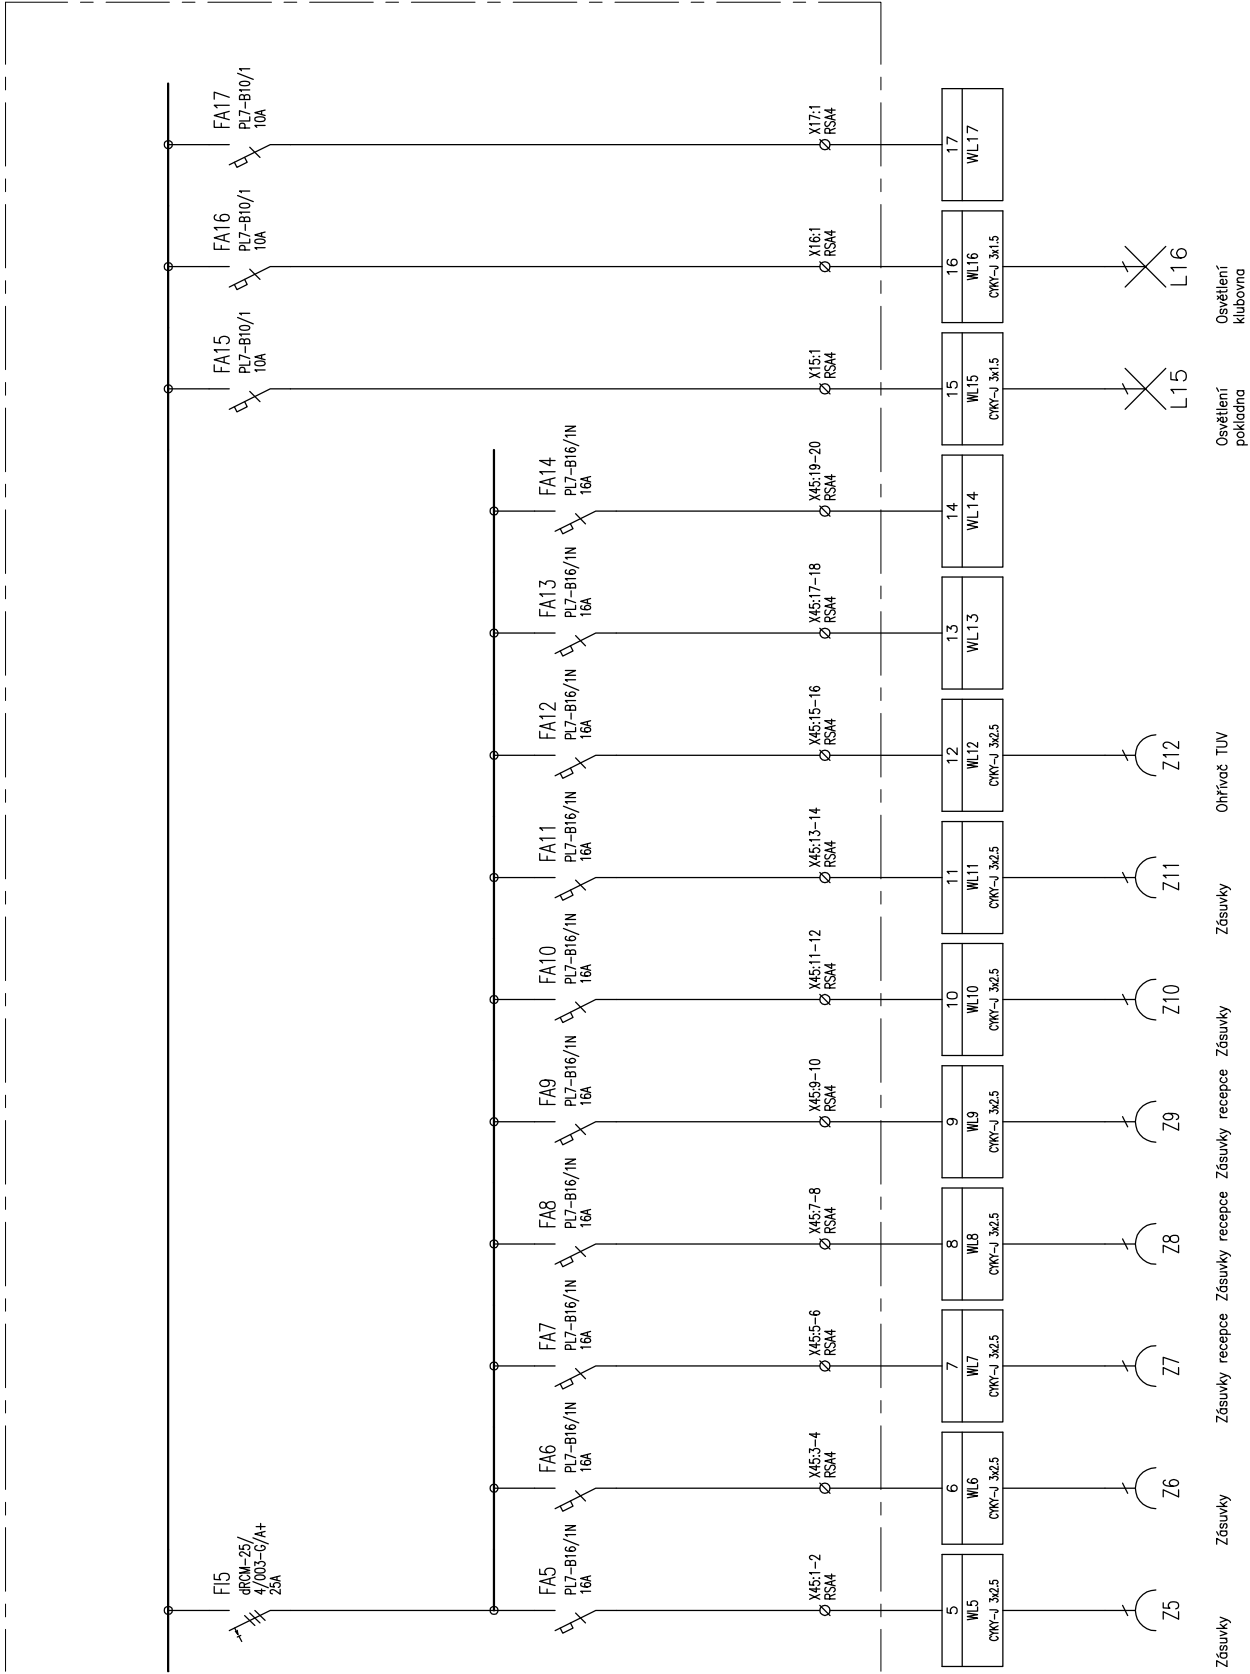 FI5
dRCM-25/
4/003-G/A+
25A
FA5
PL7-B16/1N
16A
X45:1-2
RSA4
5
WL5
CYKY-J 3x2.5
Z5
Zásuvky
FA6
PL7-B16/1N
16A
X45:3-4
RSA4
6
WL6
CYKY-J 3x2.5
Z6
Zásuvky
FA7
PL7-B16/1N
16A
X45:5-6
RSA4
7
WL7
CYKY-J 3x2.5
Z7
Zásuvky recepce
FA8
PL7-B16/1N
16A
X45:7-8
RSA4
8
WL8
CYKY-J 3x2.5
Z8
Zásuvky recepce
FA9
PL7-B16/1N
16A
X45:9-10
RSA4
9
WL9
CYKY-J 3x2.5
Z9
Zásuvky recepce
FA10
PL7-B16/1N
16A
X45:11-12
RSA4
10
WL10
CYKY-J 3x2.5
Z10
Zásuvky
FA11
PL7-B16/1N
16A
X45:13-14
RSA4
11
WL11
CYKY-J 3x2.5
Z11
Zásuvky
FA12
PL7-B16/1N
16A
X45:15-16
RSA4
12
WL12
CYKY-J 3x2.5
Z12
Ohřívač TUV
FA13
PL7-B16/1N
16A
X45:17-18
RSA4
13
WL13
FA14
PL7-B16/1N
16A
X45:19-20
RSA4
14
WL14
FA15
PL7-B10/1
10A
X15:1
RSA4
15
WL15
CYKY-J 3x1.5
L15
Osvětlení
pokladna
FA16
PL7-B10/1
10A
X16:1
RSA4
16
WL16
CYKY-J 3x1.5
L16
Osvětlení
klubovna
FA17
PL7-B10/1
10A
X17:1
RSA4
17
WL17